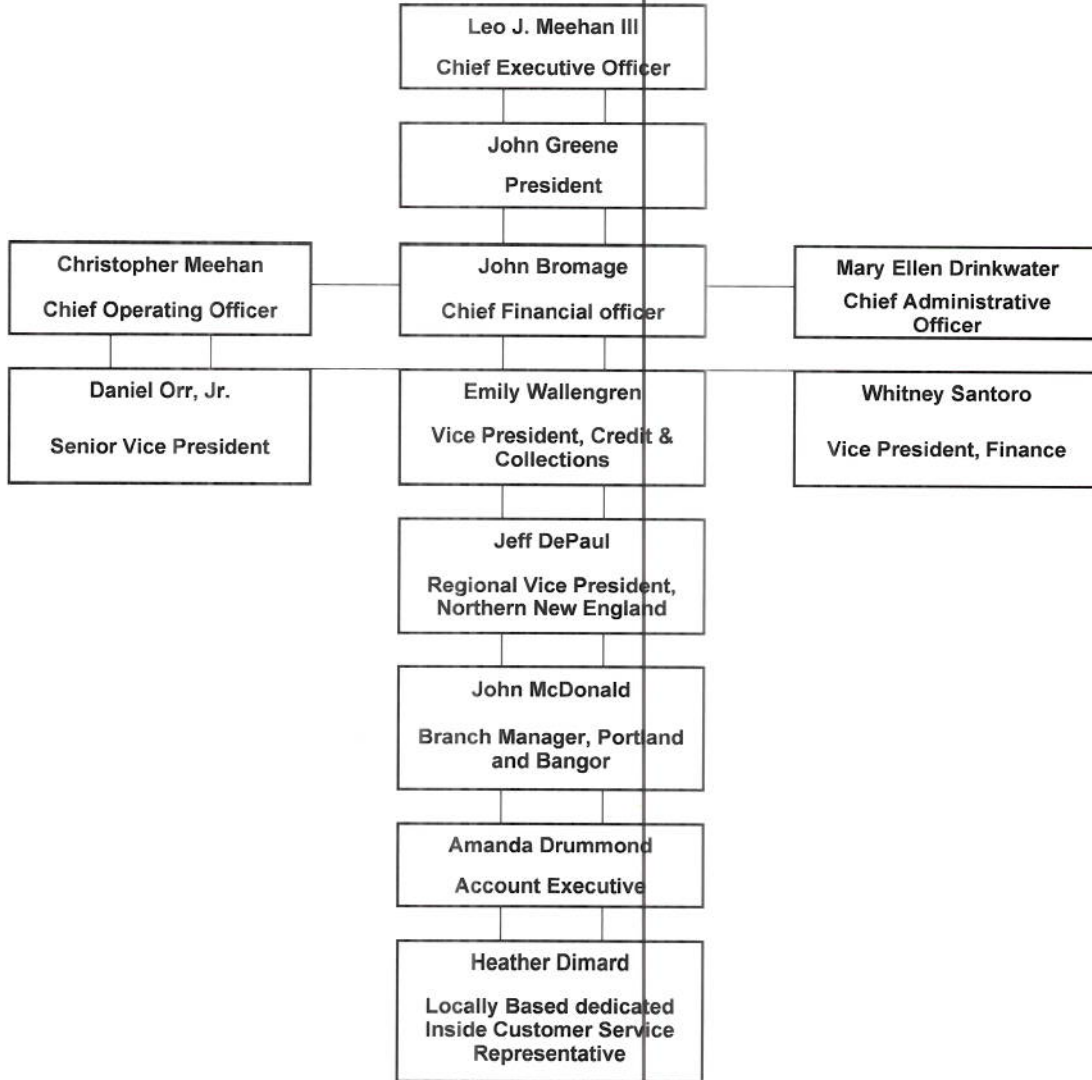 Leo J. Meehan III
Chief Executive Officer
John Greene
President
Christopher Meehan
Chief Operating Officer
John Bromage
Chief Financial officer
Mary Ellen Drinkwater
Chief Administrative
Officer
Daniel Orr, Jr.
Senior Vice President
Emily Wallengren
Vice President, Credit &
Collections
Whitney Santoro
Vice President, Finance
Jeff DePaul
Regional Vice President,
Northern New England
John McDonald
Branch Manager, Portland
and Bangor
Amanda Drummond
Account Executive
Heather Dimard
Locally Based dedicated
Inside Customer Service
Representative